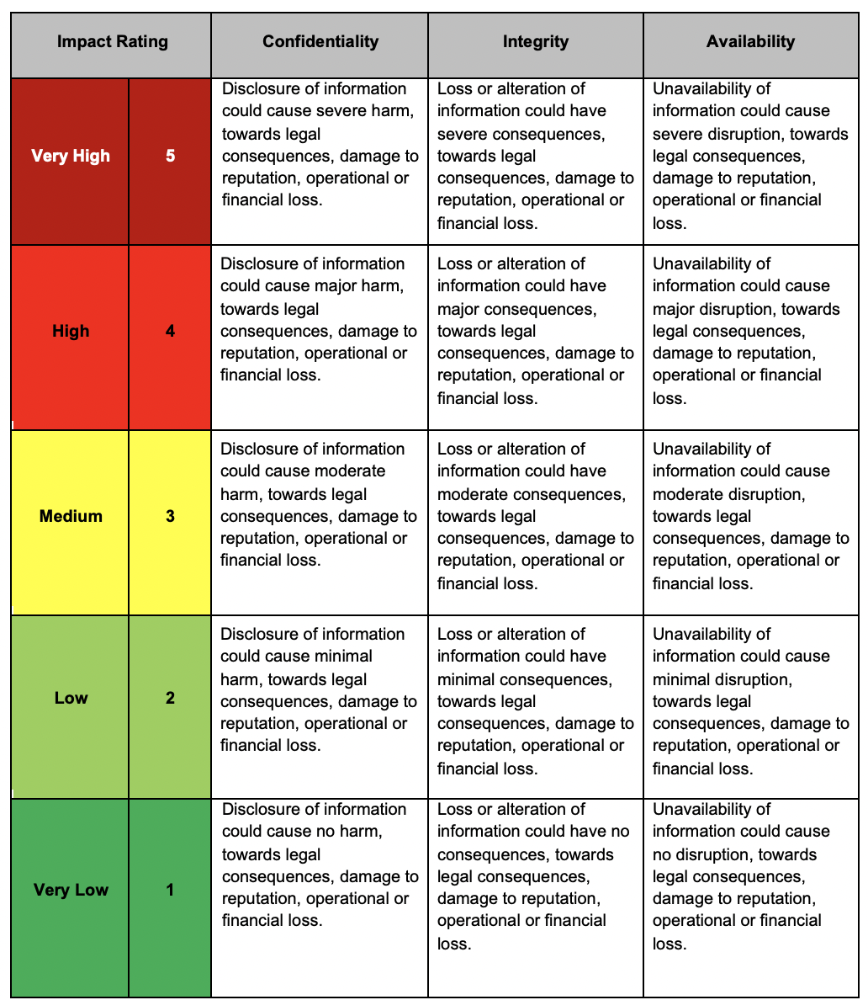 Impact Rating
Confidentiality
Integrity
Availability
Very High
5
Disclosure of information
could cause severe harm,
towards legal
consequences, damage to
reputation, operational or
financial loss.
Loss or alteration of
information could have
severe consequences,
towards legal
consequences, damage to
reputation, operational or
financial loss.
Unavailability of
information could cause
severe disruption, towards
legal consequences,
damage to reputation,
operational or financial
loss.
High
4
Disclosure of information
could cause major harm,
towards legal
consequences, damage to
reputation, operational or
financial loss.
Loss or alteration of
information could have
major consequences,
towards legal
consequences, damage to
reputation, operational or
financial loss.
Unavailability of
information could cause
major disruption, towards
legal consequences,
damage to reputation,
operational or financial
loss.
Medium
3
Disclosure of information
could cause moderate
harm, towards legal
consequences, damage to
reputation, operational or
financial loss.
Loss or alteration of
information could have
moderate consequences,
towards legal
consequences, damage to
reputation, operational or
financial loss.
Unavailability of
information could cause
moderate disruption,
towards legal
consequences, damage to
reputation, operational or
financial loss.
Low
2
Disclosure of information
could cause minimal
harm, towards legal
consequences, damage to
reputation, operational or
financial loss.
Loss or alteration of
information could have
minimal consequences,
towards legal
consequences, damage to
reputation, operational or
financial loss.
Unavailability of
information could cause
minimal disruption,
towards legal
consequences, damage to
reputation, operational or
financial loss.
Very Low
1
Disclosure of information
could cause no harm,
towards legal
consequences, damage to
reputation, operational or
financial loss.
Loss or alteration of
information could have no
consequences, towards
legal consequences,
damage to reputation,
operational or financial
loss.
Unavailability of
information could cause
no disruption, towards
legal consequences,
damage to reputation,
operational or financial
loss.